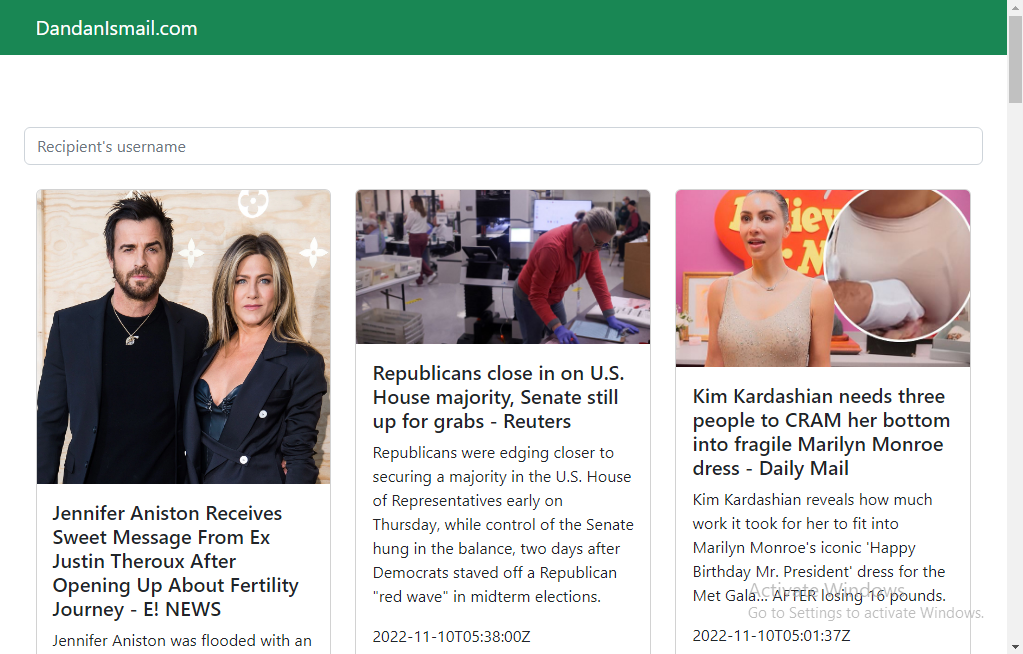 DandanIsmail.com
Recipient's username
Jennifer Aniston Receives
Sweet Message From Ex
Justin Theroux After
Opening Up About Fertility
Journey - E! NEWS
Jennifer Aniston was flooded with an
Republicans close in on U.S.
House majority, Senate still
up for grabs - Reuters
Republicans were edging closer to
securing a majority in the U.S. House
of Representatives early on
Thursday, while control of the Senate
hung in the balance, two days after
Democrats staved off a Republican
"red wave" in midterm elections.
2022-11-10T05:38:00Z
Kim Kardashian needs three
people to CRAM her bottom
into fragile Marilyn Monroe
dress - Daily Mail
Kim Kardashian reveals how much
work it took for her to fit into
Marilyn Monroe's iconic 'Happy
Birthday Mr. President' dress for the
Met Gala... AFTER losing 16 pounds.
2022-11-10T05:01:37Z
Activate Windows
Go to Settings to activate Windows.